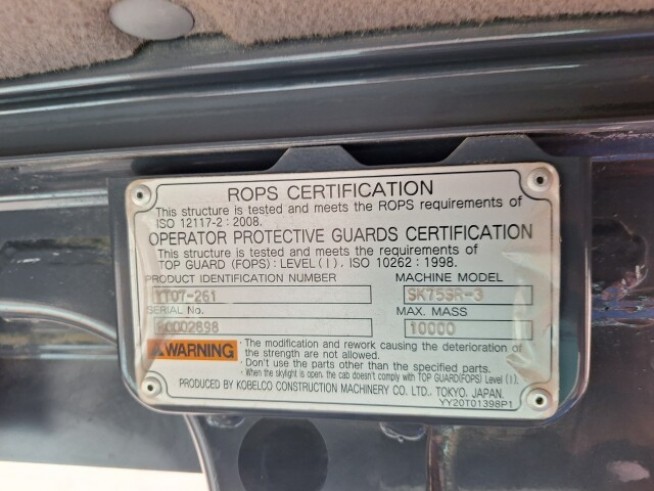 ROPS CERTIFICATION
This structure is tested and meets the ROPS requirements of
ISO 12117-2 : 2008.
OPERATOR PROTECTIVE GUARDS CERTIFICATION
This structure is tested and meets the requirements of
TOP GUARD (FOPS) : LEVEL ( I ) . ISO 10262 : 1998.
PRODUCT IDENTIFICATION NUMBER MACHINE MODEL
YT07-261 SK75SR-3
SERIAL No. MAX. MASS
10000
WARNING · The modification and rework causing the deterioration of
the strength are not allowed.
· Don't use the parts other than the specified parts.
· When the skylight is open, the cab doesn't comply with TOP GUARD(FOPS) Level ( I ).
PRODUCED BY KOBELCO CONSTRUCTION MACHINERY CO. LTD., TOKYO, JAPAN.
YY20T01398P1